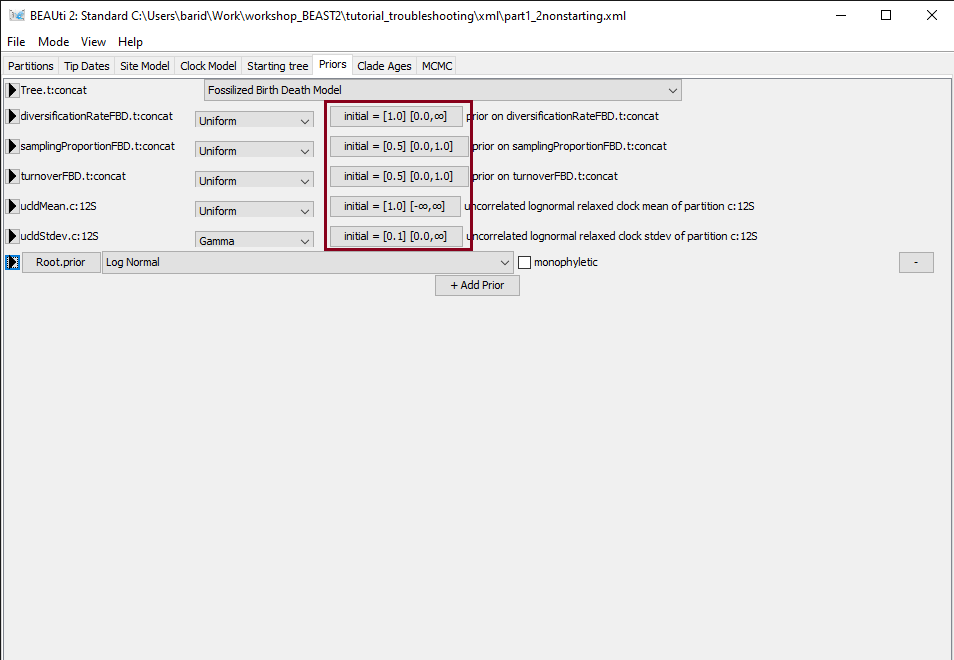 BEAUti 2: Standard C:\Users\barid\Work\workshop_BEAST2\tutorial_troubleshooting\xml\part1_2nonstarting.xml
File Mode View Help
Partitions Tip Dates Site Model Clock Model Starting tree Priors Clade Ages MCMC
Tree.t:concat Fossilized Birth Death Model
diversificationRateFBD.t:concat Uniform initial = [1.0] [0.0,∞] prior on diversificationRateFBD.t:concat
samplingProportionFBD.t:concat Uniform initial = [0.5] [0.0,1.0] prior on samplingProportionFBD.t:concat
turnoverFBD.t:concat Uniform initial = [0.5] [0.0,1.0] prior on turnoverFBD.t:concat
ucldMean.c:12S Uniform initial = [1.0] [-∞,∞] uncorrelated lognormal relaxed clock mean of partition c:12S
ucldStdev.c:12S Gamma initial = [0.1] [0.0,∞] uncorrelated lognormal relaxed clock stdev of partition c:12S
Root.prior Log Normal monophyletic -
+ Add Prior